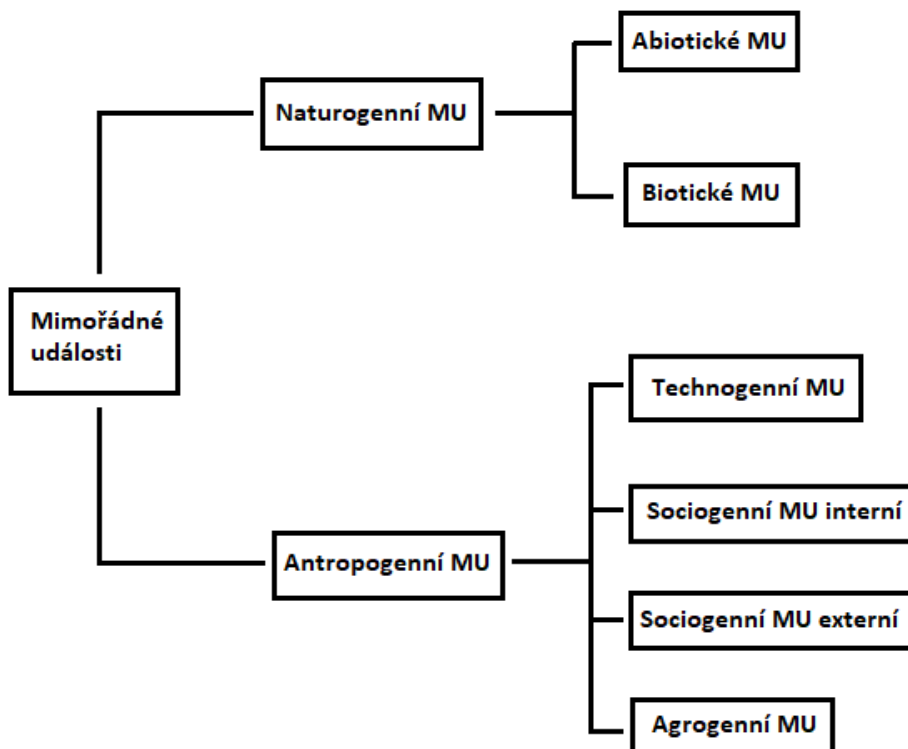 Abiotické MU
Naturogenní MU
Biotické MU
Mimořádné
události
Technogenní MU
Sociogenní MU interní
Antropogenní MU
Sociogenní MU externí
Agrogenní MU